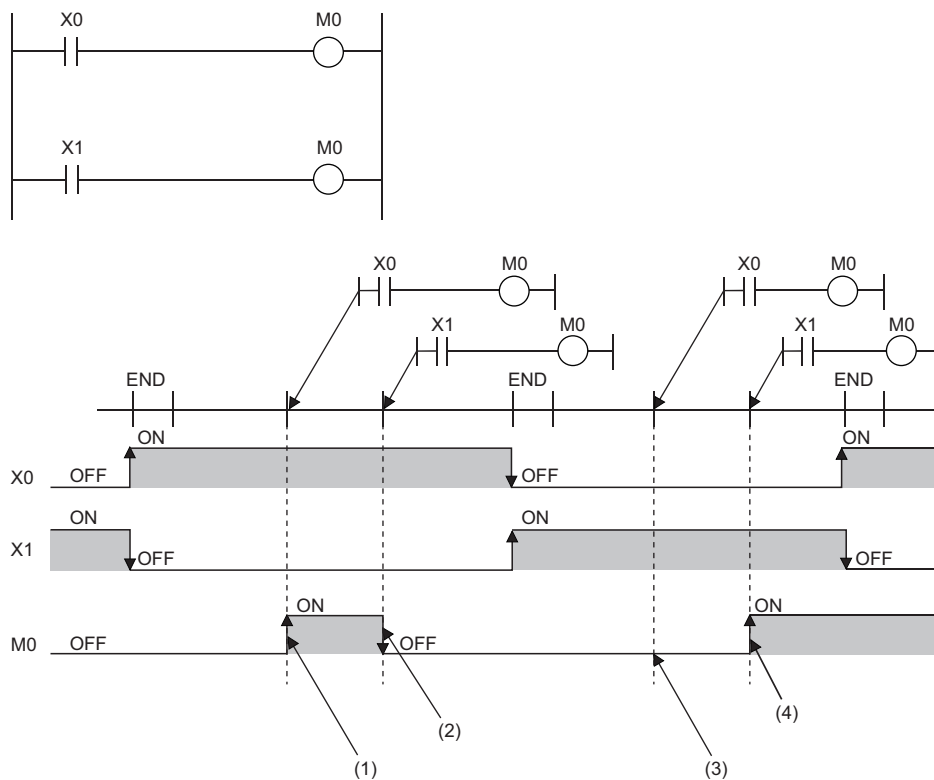 X0 M0
X1 M0
X0 M0 X0 M0
X1 M0 X1 M0
END END END
ON ON
X0 OFF OFF
ON ON
X1 OFF OFF
ON ON
M0 OFF OFF
(2) (4)
(1) (3)